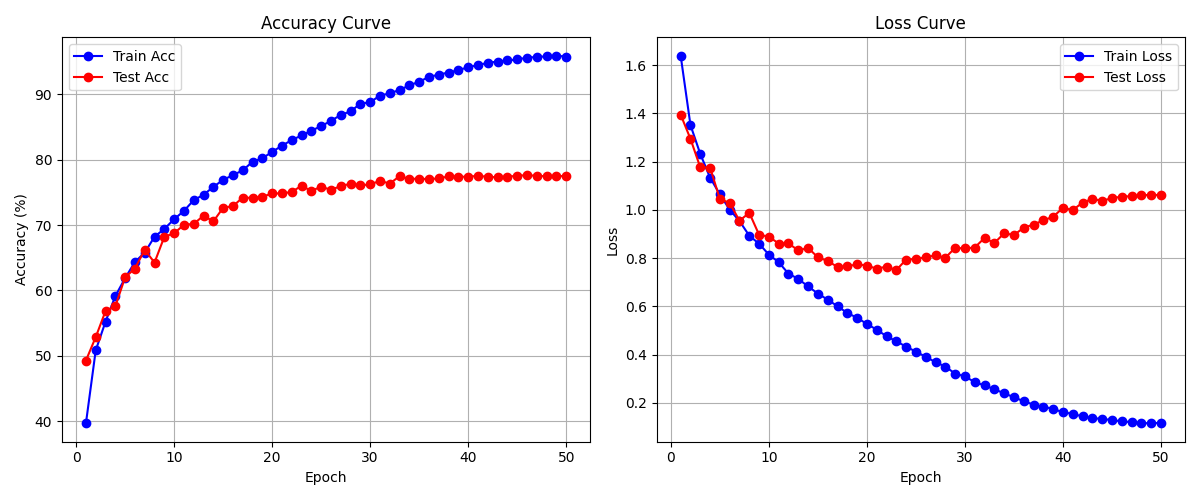 Accuracy Curve
Train Acc
Test Acc
Accuracy (%)
90
80
70
60
50
40
0 10 20 30 40 50
Epoch
Loss Curve
Train Loss
Test Loss
Loss
1.6
1.4
1.2
1.0
0.8
0.6
0.4
0.2
0 10 20 30 40 50
Epoch